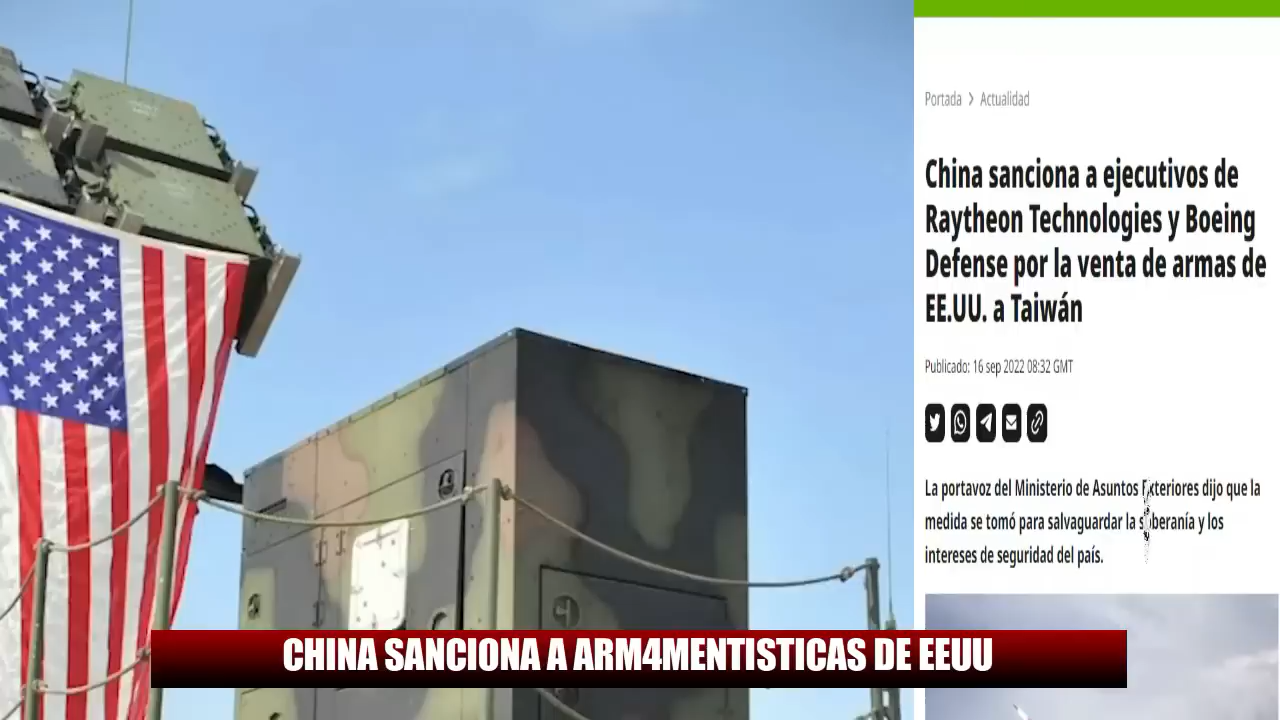 Portada > Actualidad
China sanciona a ejecutivos de
Raytheon Technologies y Boeing
Defense por la venta de armas de
EE.UU. a Taiwán
Publicado: 16 sep 2022 08:32 GMT
La portavoz del Ministerio de Asuntos Exteriores dijo que la
medida se tomó para salvaguardar la soberanía y los
intereses de seguridad del país.
CHINA SANCIONA A ARM4MENTISTICAS DE EEUU